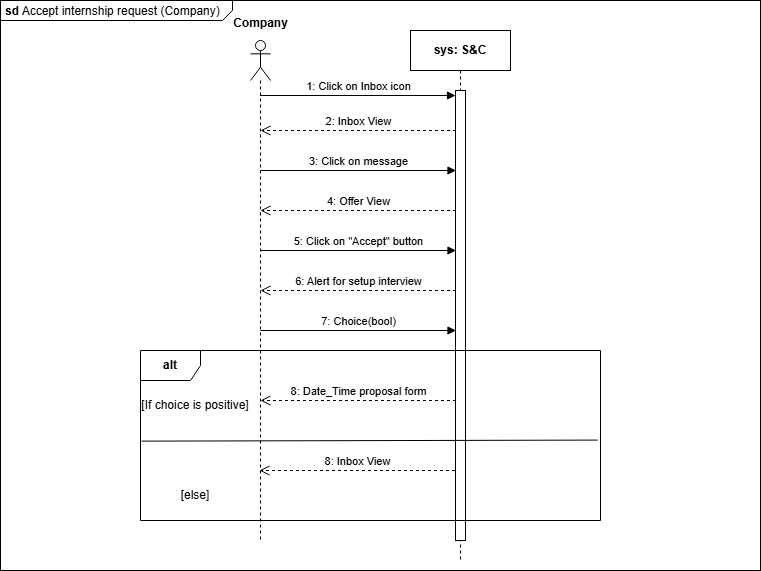 sd Accept internship request (Company)
Company
sys: S&C
1: Click on Inbox icon
2: Inbox View
3: Click on message
4: Offer View
5: Click on "Accept" button
6: Alert for setup interview
7: Choice(bool)
alt
8: Date_Time proposal form
[If choice is positive]
8: Inbox View
[else]